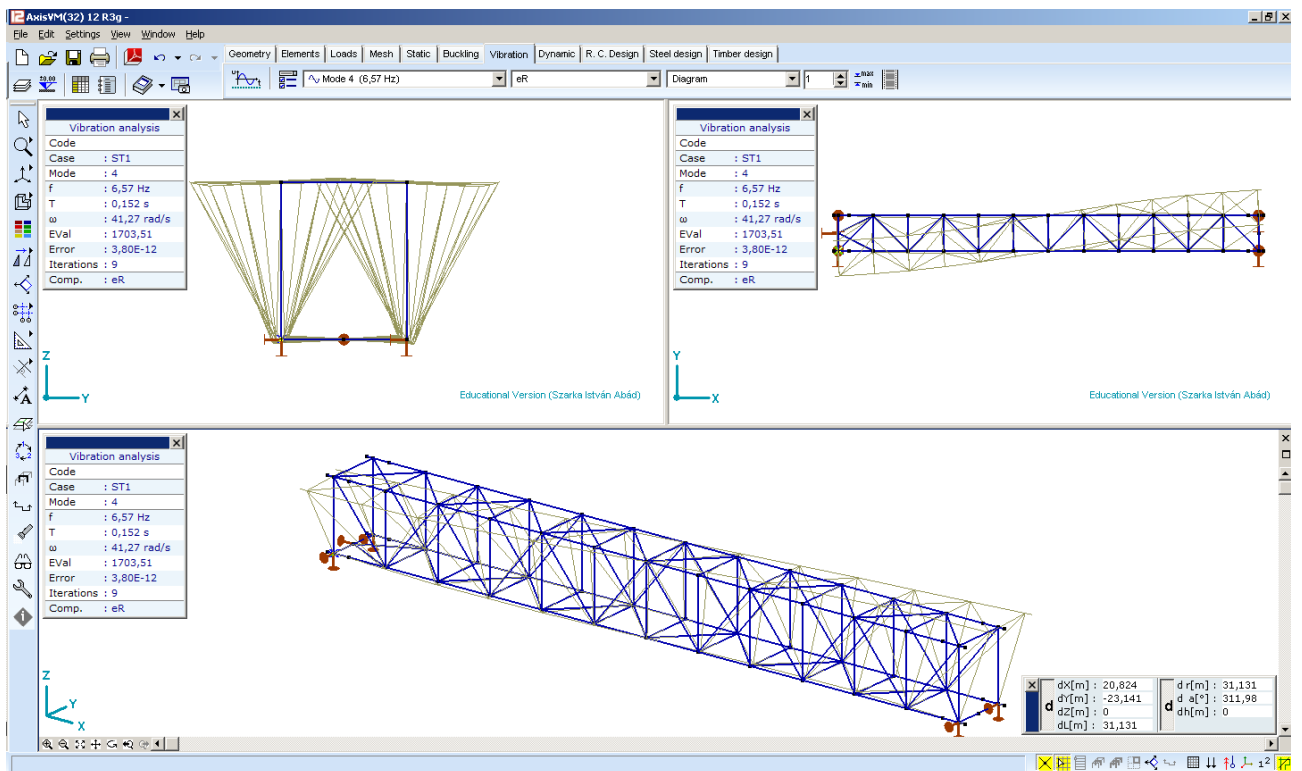 AxisVM(32) 12 R3g -
File Edit Settings View Window Help
Geometry Elements Loads Mesh Static Buckling Vibration Dynamic R. C. Design Steel design Timber design
Mode 4 (6,57 Hz) eR Diagram 1 max min
Vibration analysis
Code
Case : ST1
Mode : 4
f : 6,57 Hz
T : 0,152 s
ω : 41,27 rad/s
EVal : 1703,51
Error : 3,80E-12
Iterations : 9
Comp. : eR
Z
Y
Educational Version (Szarka István Abád)
Vibration analysis
Code
Case : ST1
Mode : 4
f : 6,57 Hz
T : 0,152 s
ω : 41,27 rad/s
EVal : 1703,51
Error : 3,80E-12
Iterations : 9
Comp. : eR
Y
X
Educational Version (Szarka István Abád)
Vibration analysis
Code
Case : ST1
Mode : 4
f : 6,57 Hz
T : 0,152 s
ω : 41,27 rad/s
EVal : 1703,51
Error : 3,80E-12
Iterations : 9
Comp. : eR
Z
Y
X
d
dX[m] : 20,824
dY[m] : -23,141
dZ[m] : 0
dL[m] : 31,131
d
d r[m] : 31,131
d a[°] : 311,98
dh[m] : 0